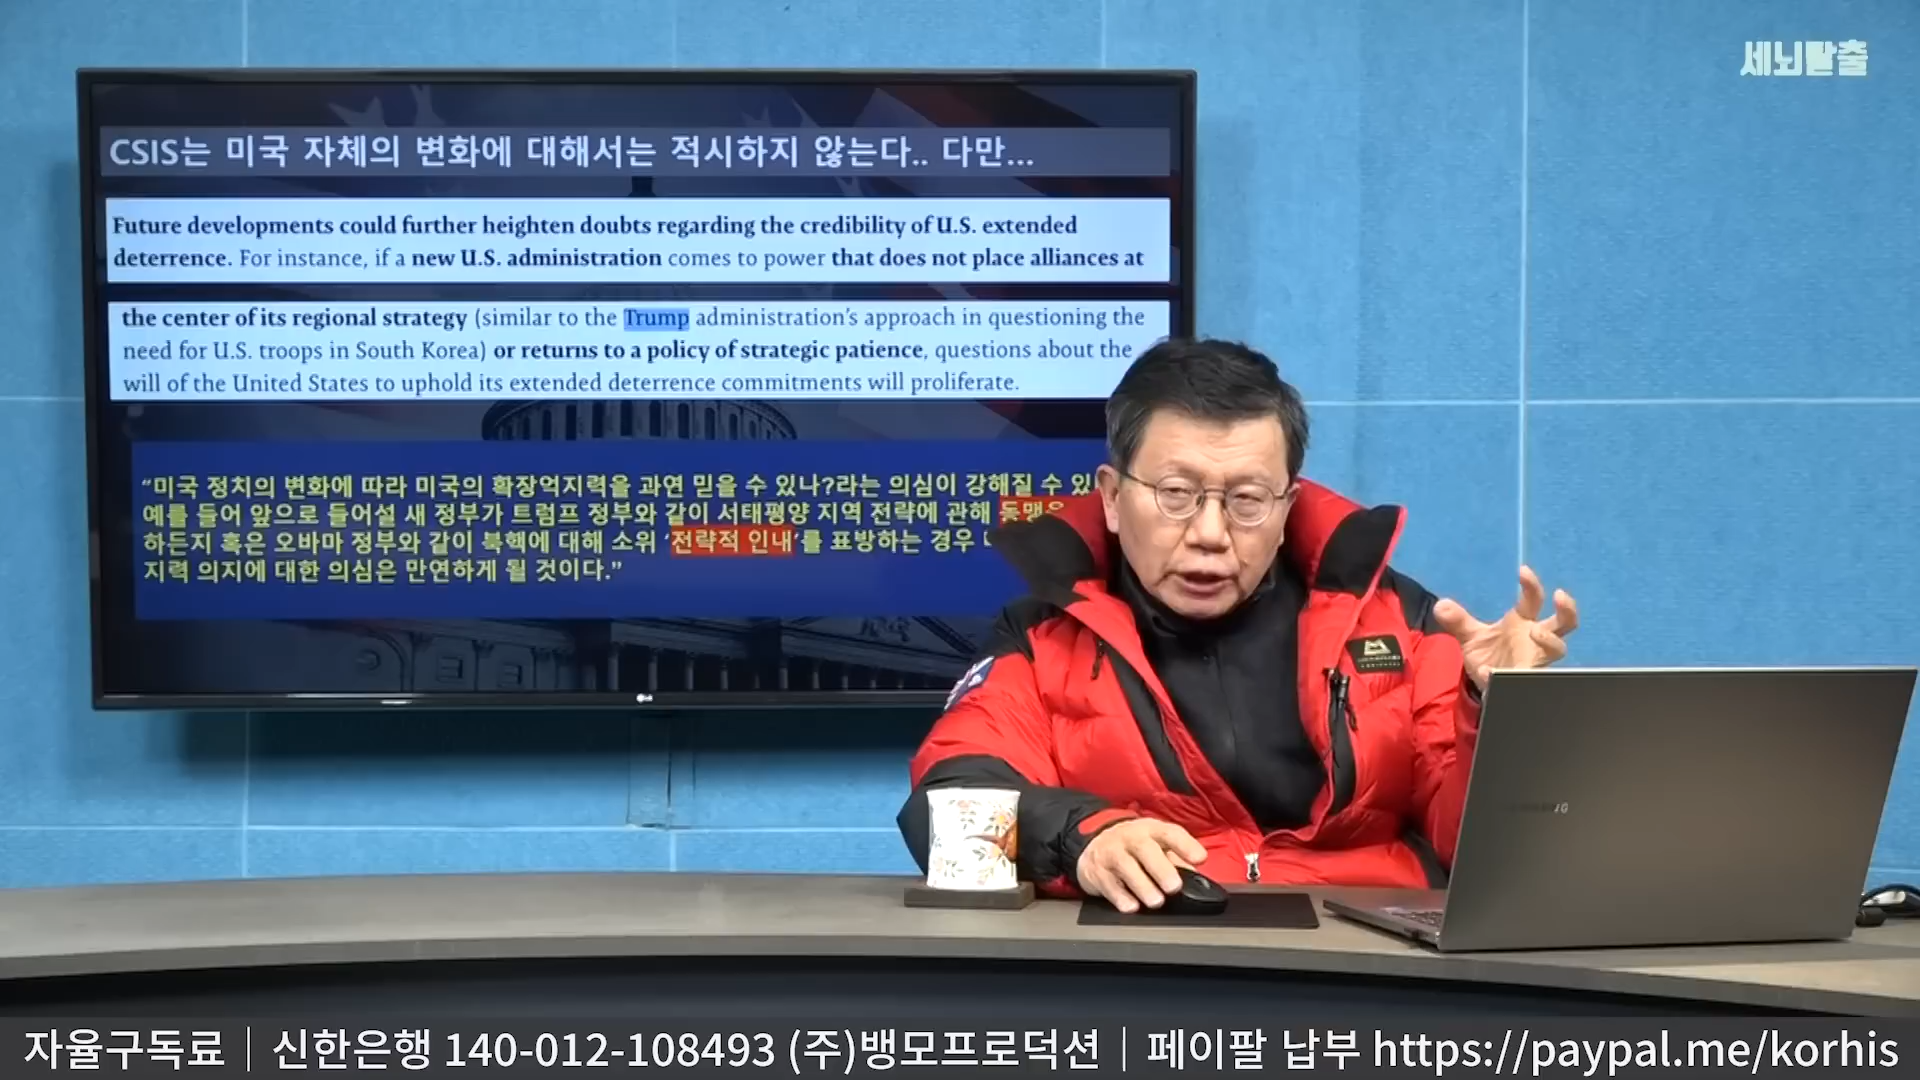 세뇌탈출
CSIS는 미국 자체의 변화에 대해서는 적시하지 않는다.. 다만...
Future developments could further heighten doubts regarding the credibility of U.S. extended
deterrence. For instance, if a new U.S. administration comes to power that does not place alliances at
the center of its regional strategy (similar to the Trump administration's approach in questioning the
need for U.S. troops in South Korea) or returns to a policy of strategic patience, questions about the
will of the United States to uphold its extended deterrence commitments will proliferate.
“미국 정치의 변화에 따라 미국의 확장억지력을 과연 믿을 수 있나?라는 의심이 강해질 수
예를 들어 앞으로 들어설 새 정부가 트럼프 정부와 같이 서태평양 지역 전략에 관해
하든지 혹은 오바마 정부와 같이 북핵에 대해 소위 ‘전략적 인내’를 표방하는 경우
지력 의지에 대한 의심은 만연하게 될 것이다.”
LG
자율구독료│신한은행 140-012-108493 (주)뱅모프로덕션│페이팔 납부 https://paypal.me/korhis